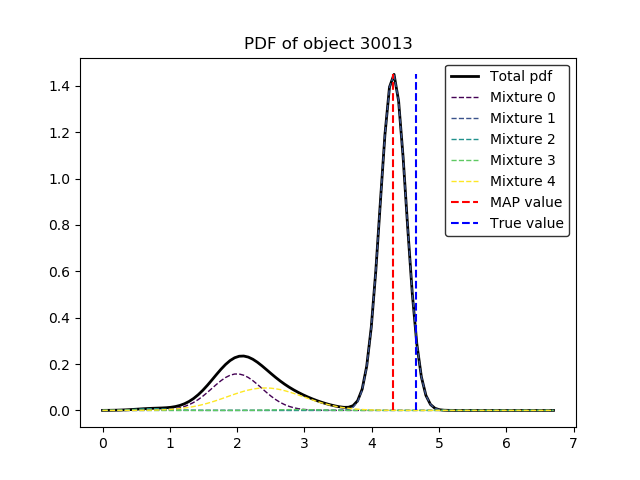 PDF of object 30013
Total pdf
Mixture 0
Mixture 1
Mixture 2
Mixture 3
Mixture 4
MAP value
True value
1.4
1.2
1.0
0.8
0.6
0.4
0.2
0.0
0 1 2 3 4 5 6 7